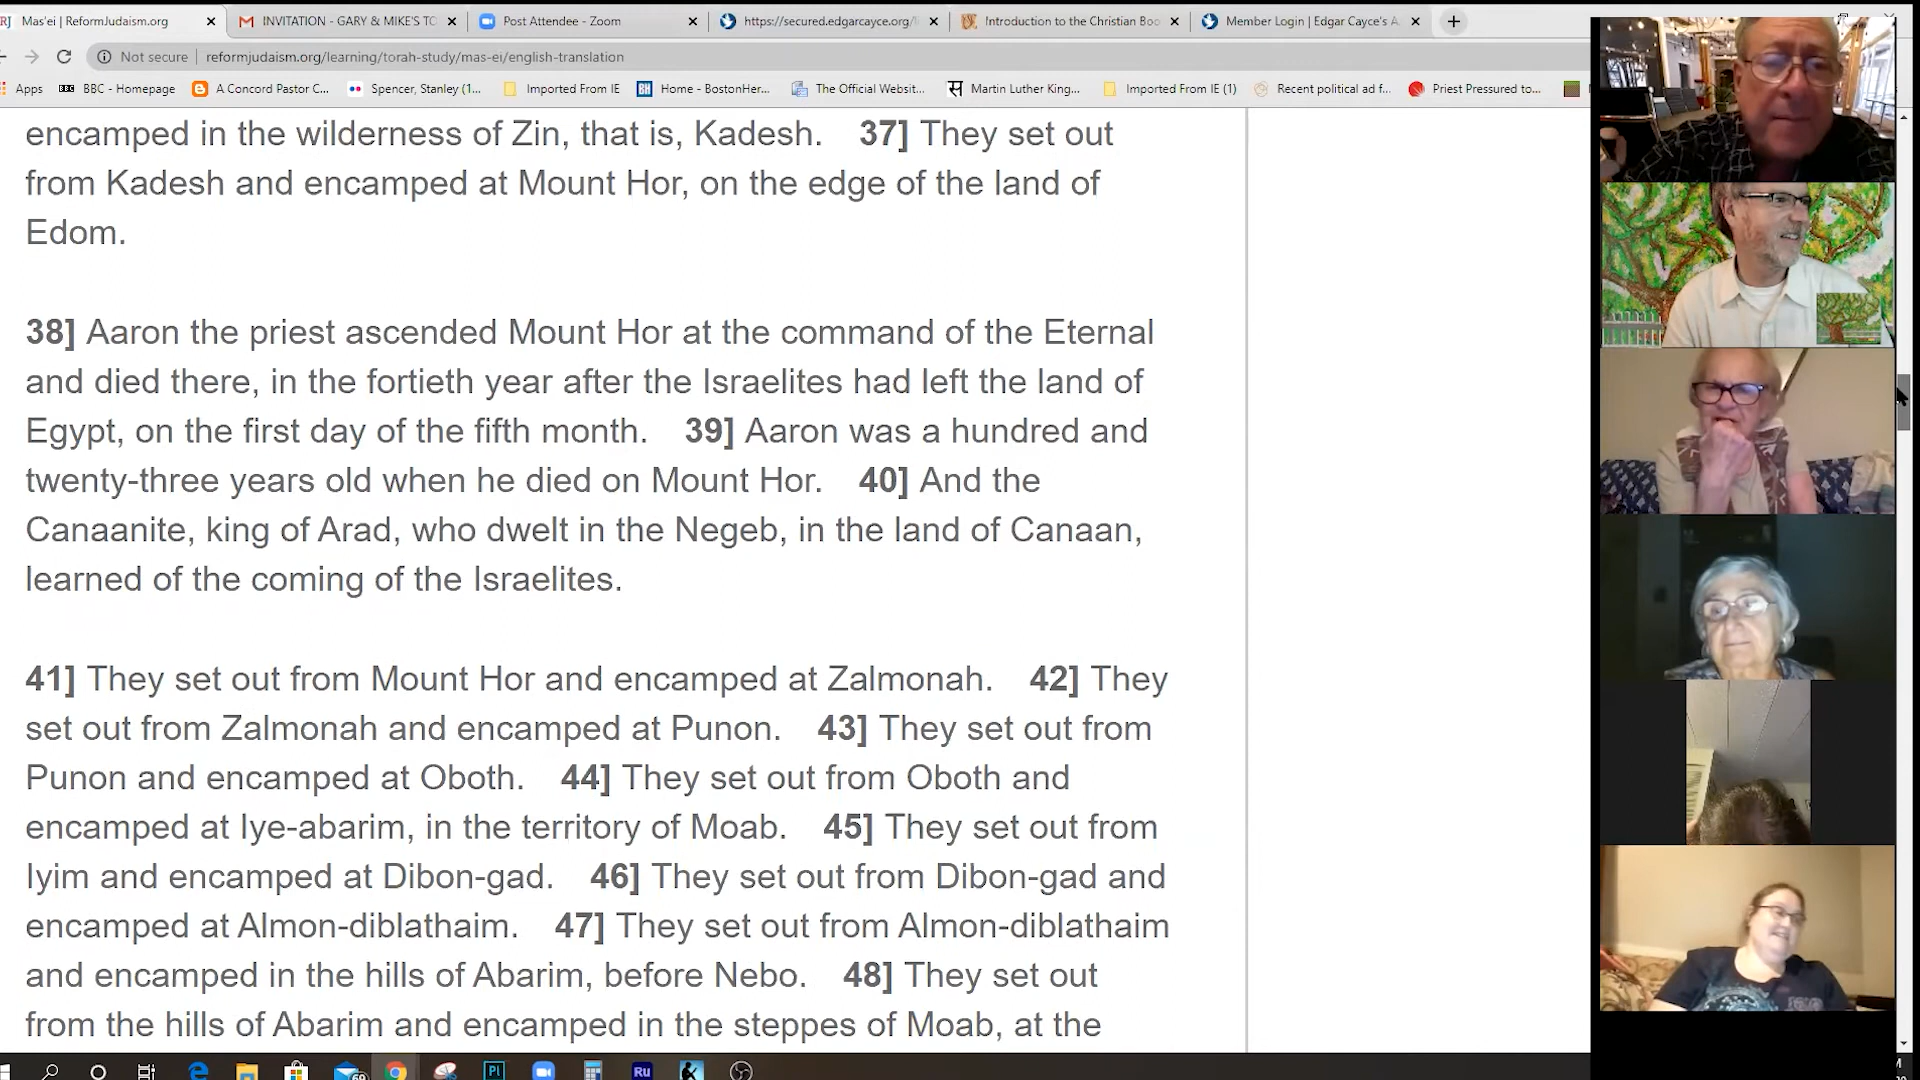 Mas'ei | ReformJudaism.org
INVITATION - GARY & MIKE'S TO
Post Attendee - Zoom
https://secured.edgarcayce.org/
Introduction to the Christian Boo
Member Login | Edgar Cayce's A
Not secure
reformjudaism.org/learning/torah-study/mas-ei/english-translation
Apps
BBC - Homepage
A Concord Pastor C...
Spencer, Stanley (1...
Imported From IE
Home - BostonHer...
The Official Websit...
Martin Luther King...
Imported From IE (1)
Recent political ad f...
Priest Pressured to...
encamped in the wilderness of Zin, that is, Kadesh. 37] They set out
from Kadesh and encamped at Mount Hor, on the edge of the land of
Edom.
38] Aaron the priest ascended Mount Hor at the command of the Eternal
and died there, in the fortieth year after the Israelites had left the land of
Egypt, on the first day of the fifth month. 39] Aaron was a hundred and
twenty-three years old when he died on Mount Hor. 40] And the
Canaanite, king of Arad, who dwelt in the Negeb, in the land of Canaan,
learned of the coming of the Israelites.
41] They set out from Mount Hor and encamped at Zalmonah. 42] They
set out from Zalmonah and encamped at Punon. 43] They set out from
Punon and encamped at Oboth. 44] They set out from Oboth and
encamped at Iye-abarim, in the territory of Moab. 45] They set out from
Iyim and encamped at Dibon-gad. 46] They set out from Dibon-gad and
encamped at Almon-diblathaim. 47] They set out from Almon-diblathaim
and encamped in the hills of Abarim, before Nebo. 48] They set out
from the hills of Abarim and encamped in the steppes of Moab, at the
Pl
Ru